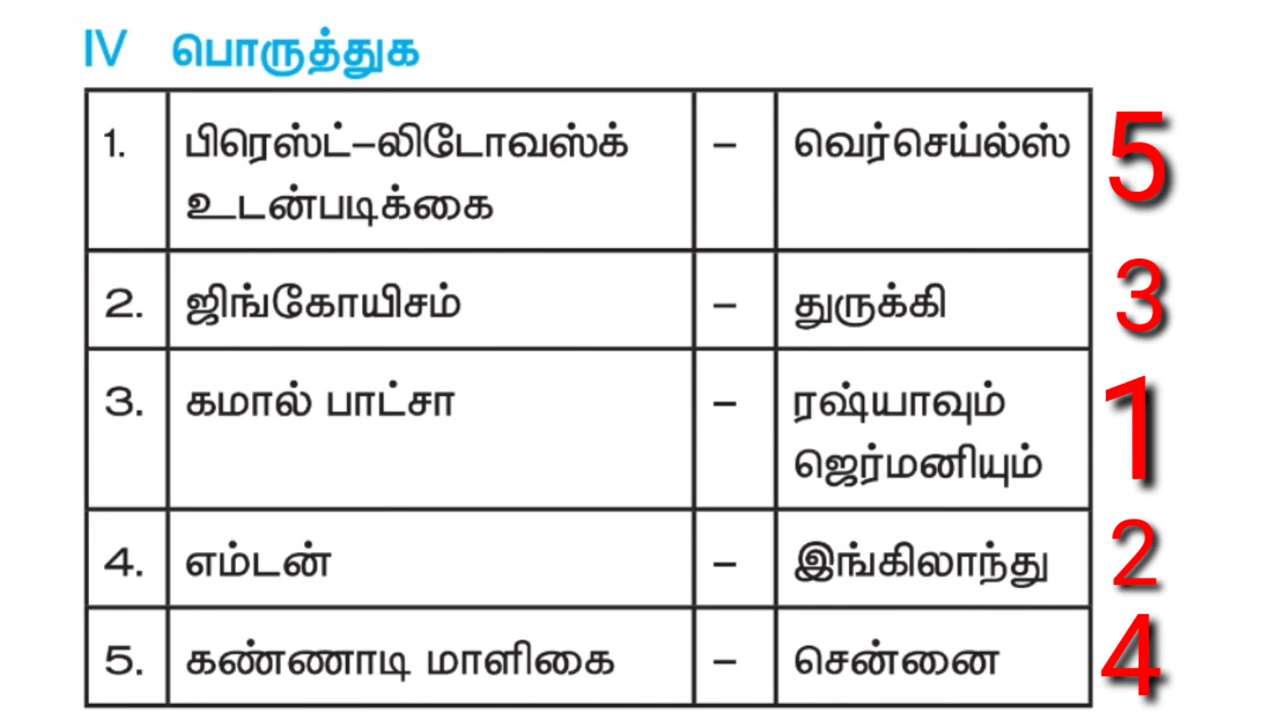 IV பொருத்துக
1. பிரெஸ்ட்–லிடோவஸ்க் – வெர்செய்ல்ஸ் 5
உடன்படிக்கை
2. ஜிங்கோயிசம் – துருக்கி 3
3. கமால் பாட்சா – ரஷ்யாவும் 1
ஜெர்மனியும்
4. எம்டன் – இங்கிலாந்து 2
5. கண்ணாடி மாளிகை – சென்னை 4